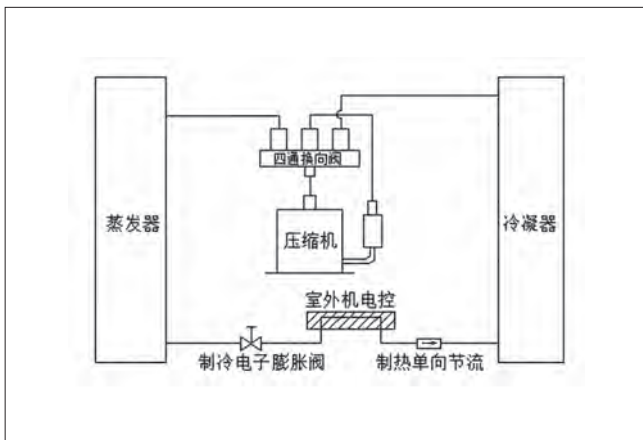 四通换向阀
蒸发器
压缩机
冷凝器
室外机电控
制冷电子膨胀阀
制热单向节流